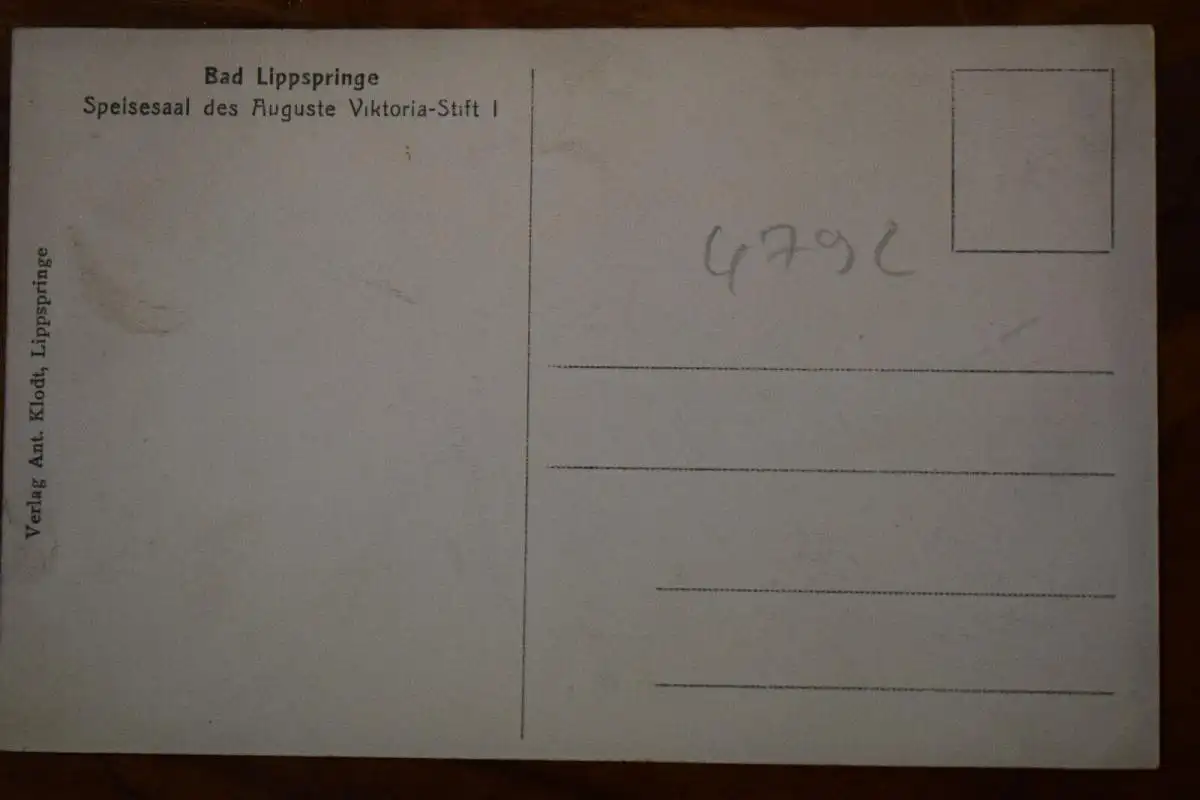 Bad Lippspringe
Speisesaal des Auguste Viktoria-Stift I
Verlag Ant. Klodt, Lippspringe
4792